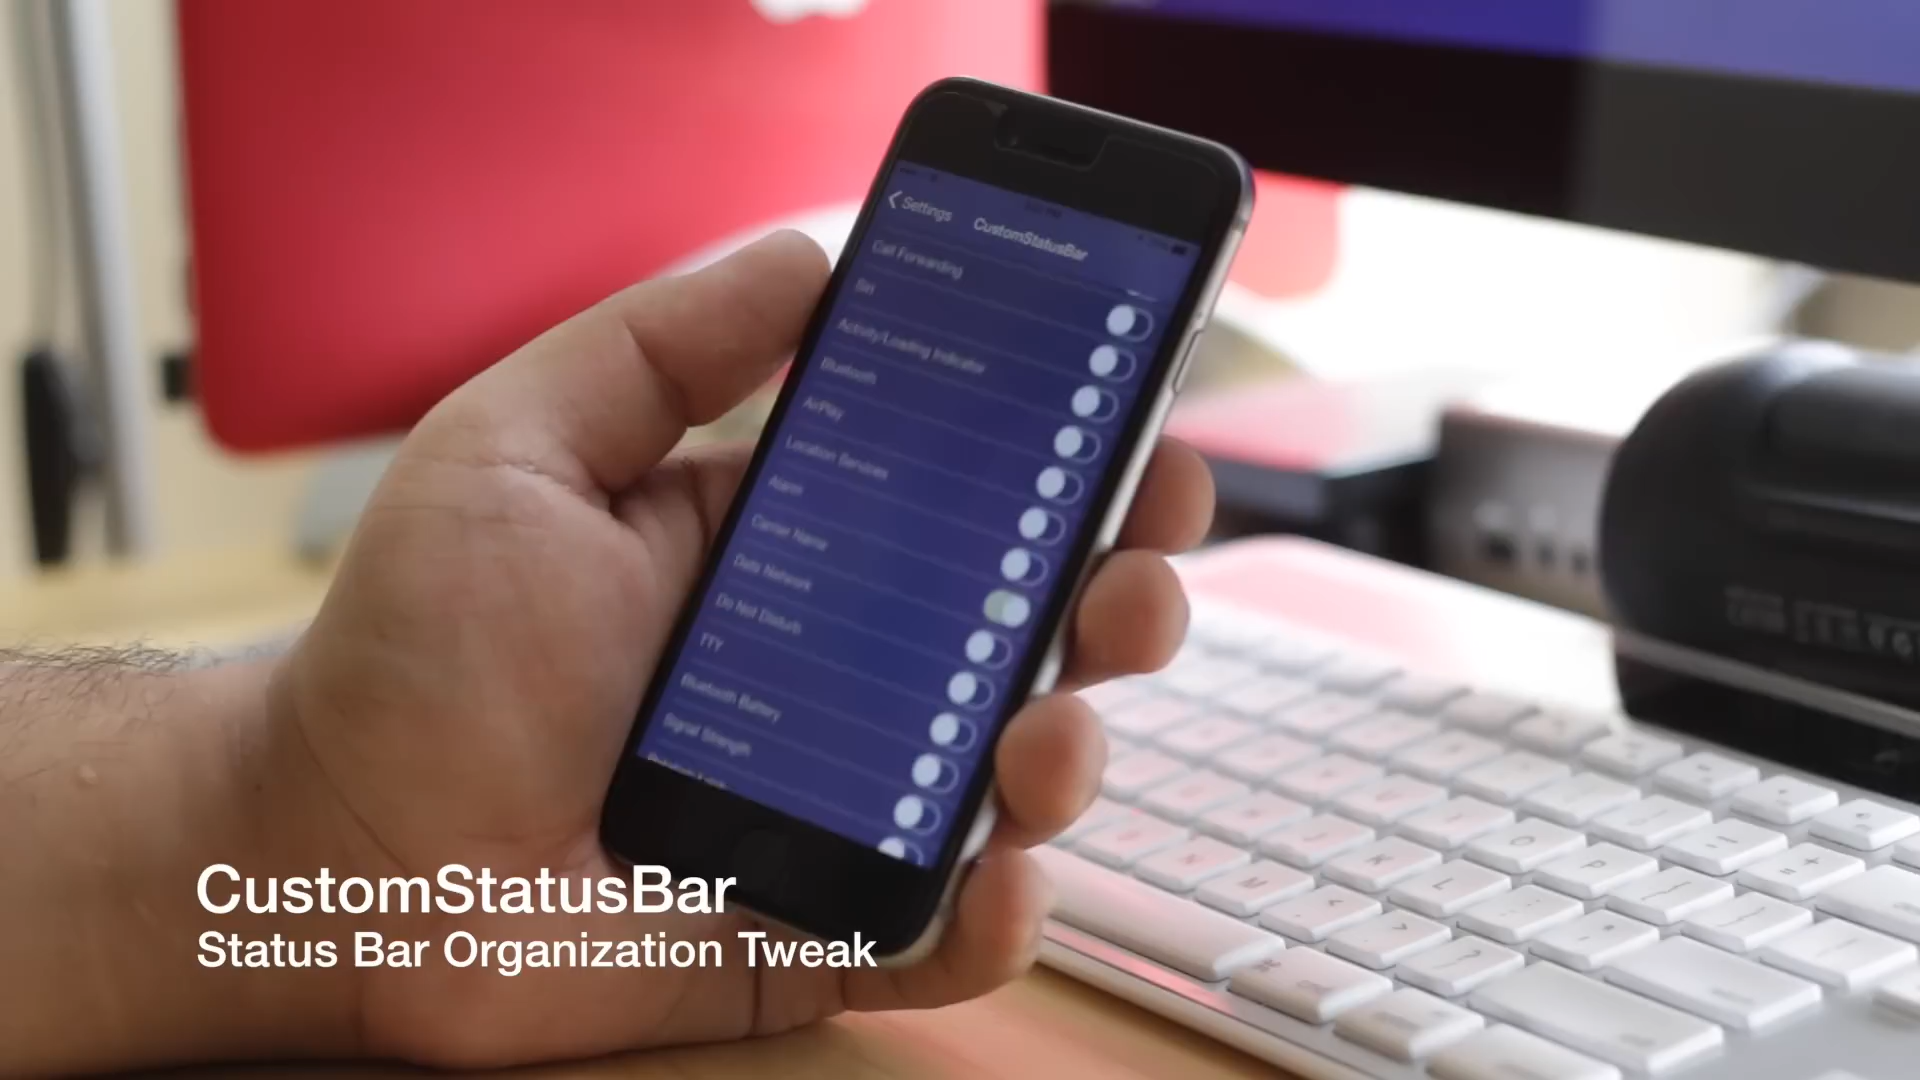 Settings
CustomStatusBar
Call Forwarding
Siri
Activity/Loading Indicator
Bluetooth
AirPlay
Location Services
Alarm
Carrier Name
Data Network
Do Not Disturb
TTY
Bluetooth Battery
Signal Strength
CustomStatusBar
Status Bar Organization Tweak